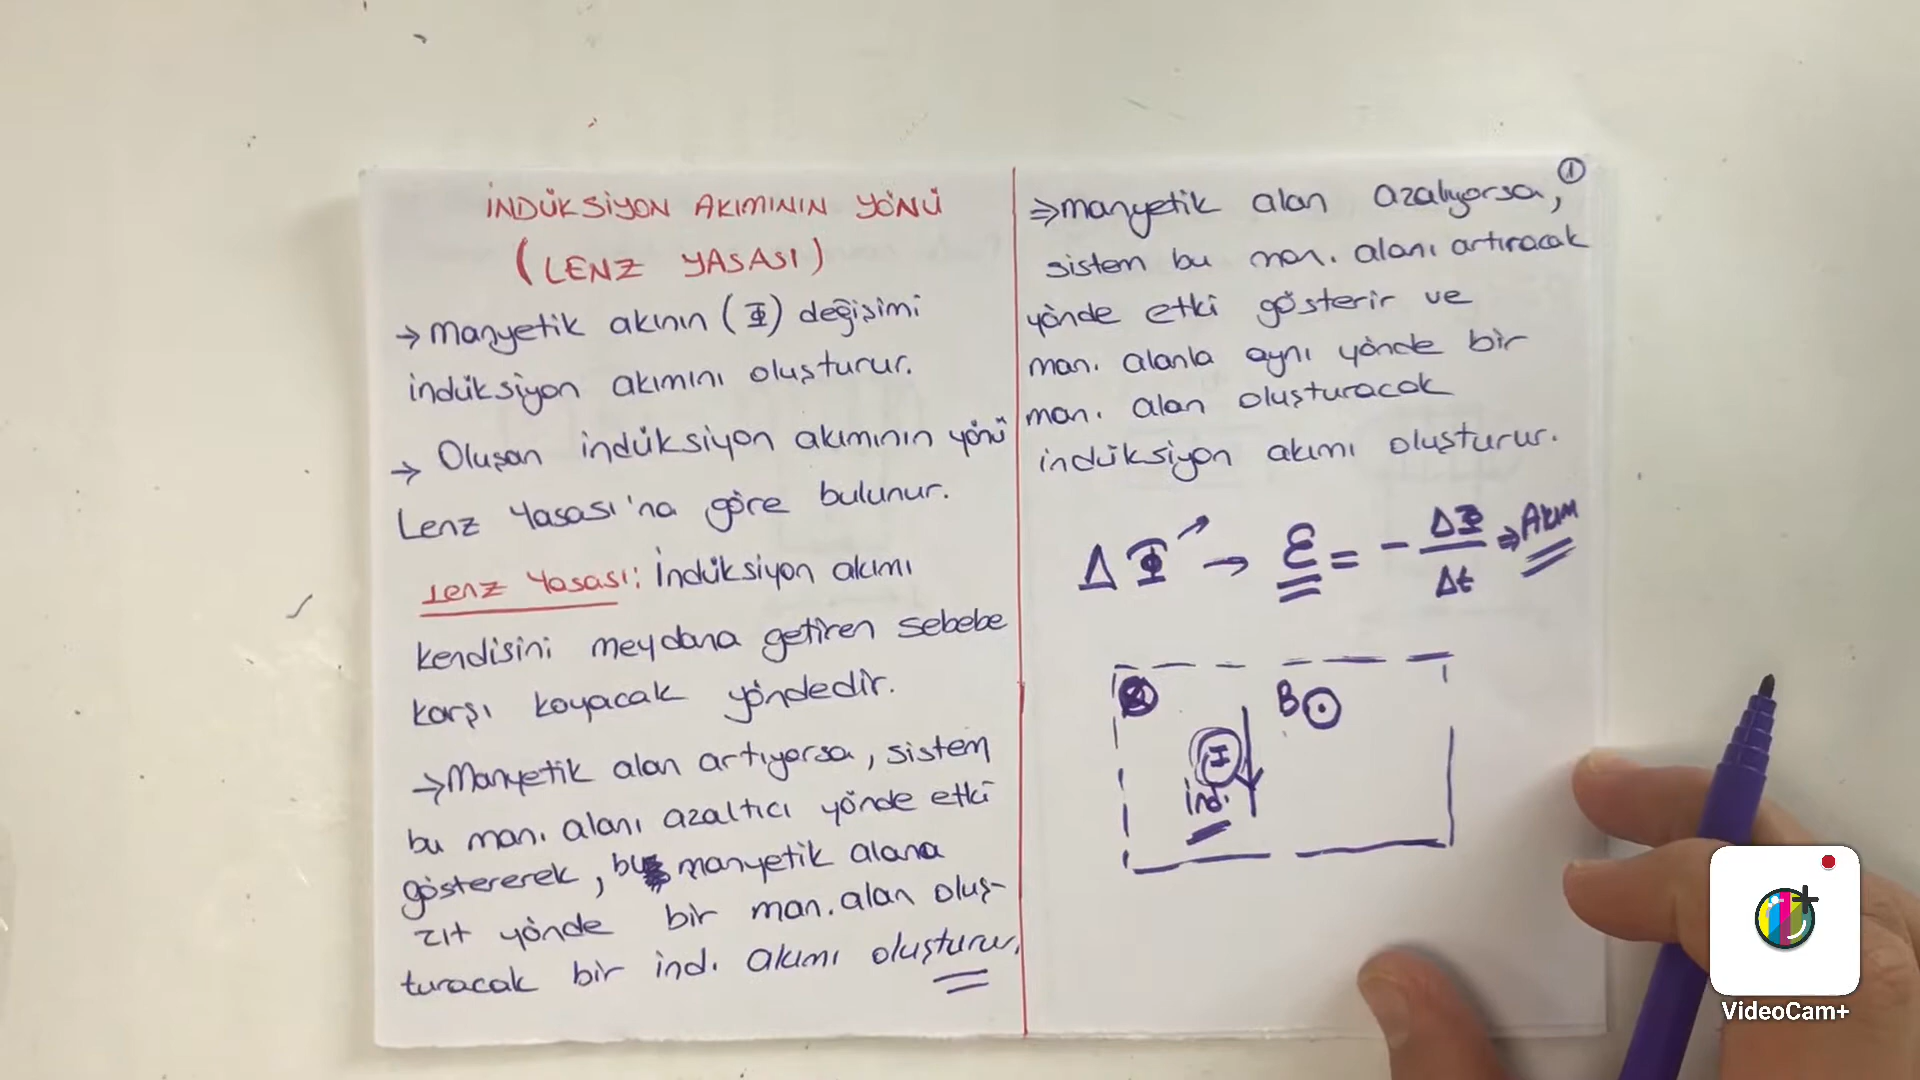 İNDÜKSİYON AKIMININ YÖNÜ
(LENZ YASASI)
→ Manyetik akının (Φ) değişimi
indüksiyon akımını oluşturur.
→ Oluşan indüksiyon akımının yönü
Lenz Yasası'na göre bulunur.
Lenz Yasası: İndüksiyon akımı
kendisini meydana getiren sebebe
karşı koyacak yöndedir.
→ Manyetik alan artıyorsa, sistem
bu man. alanı azaltıcı yönde etki
göstererek, bu manyetik alana
zıt yönde bir man. alan oluş-
turacak bir ind. akımı oluşturur.
1
⇒ manyetik alan azalıyorsa,
sistem bu man. alanı artıracak
yönde etki gösterir ve
man. alanla aynı yönde bir
man. alan oluşturacak
indüksiyon akımı oluşturur.
ΔΦ → ε = - ΔΦ/Δt ⇒ Akım
B
I
ind.
VideoCam+